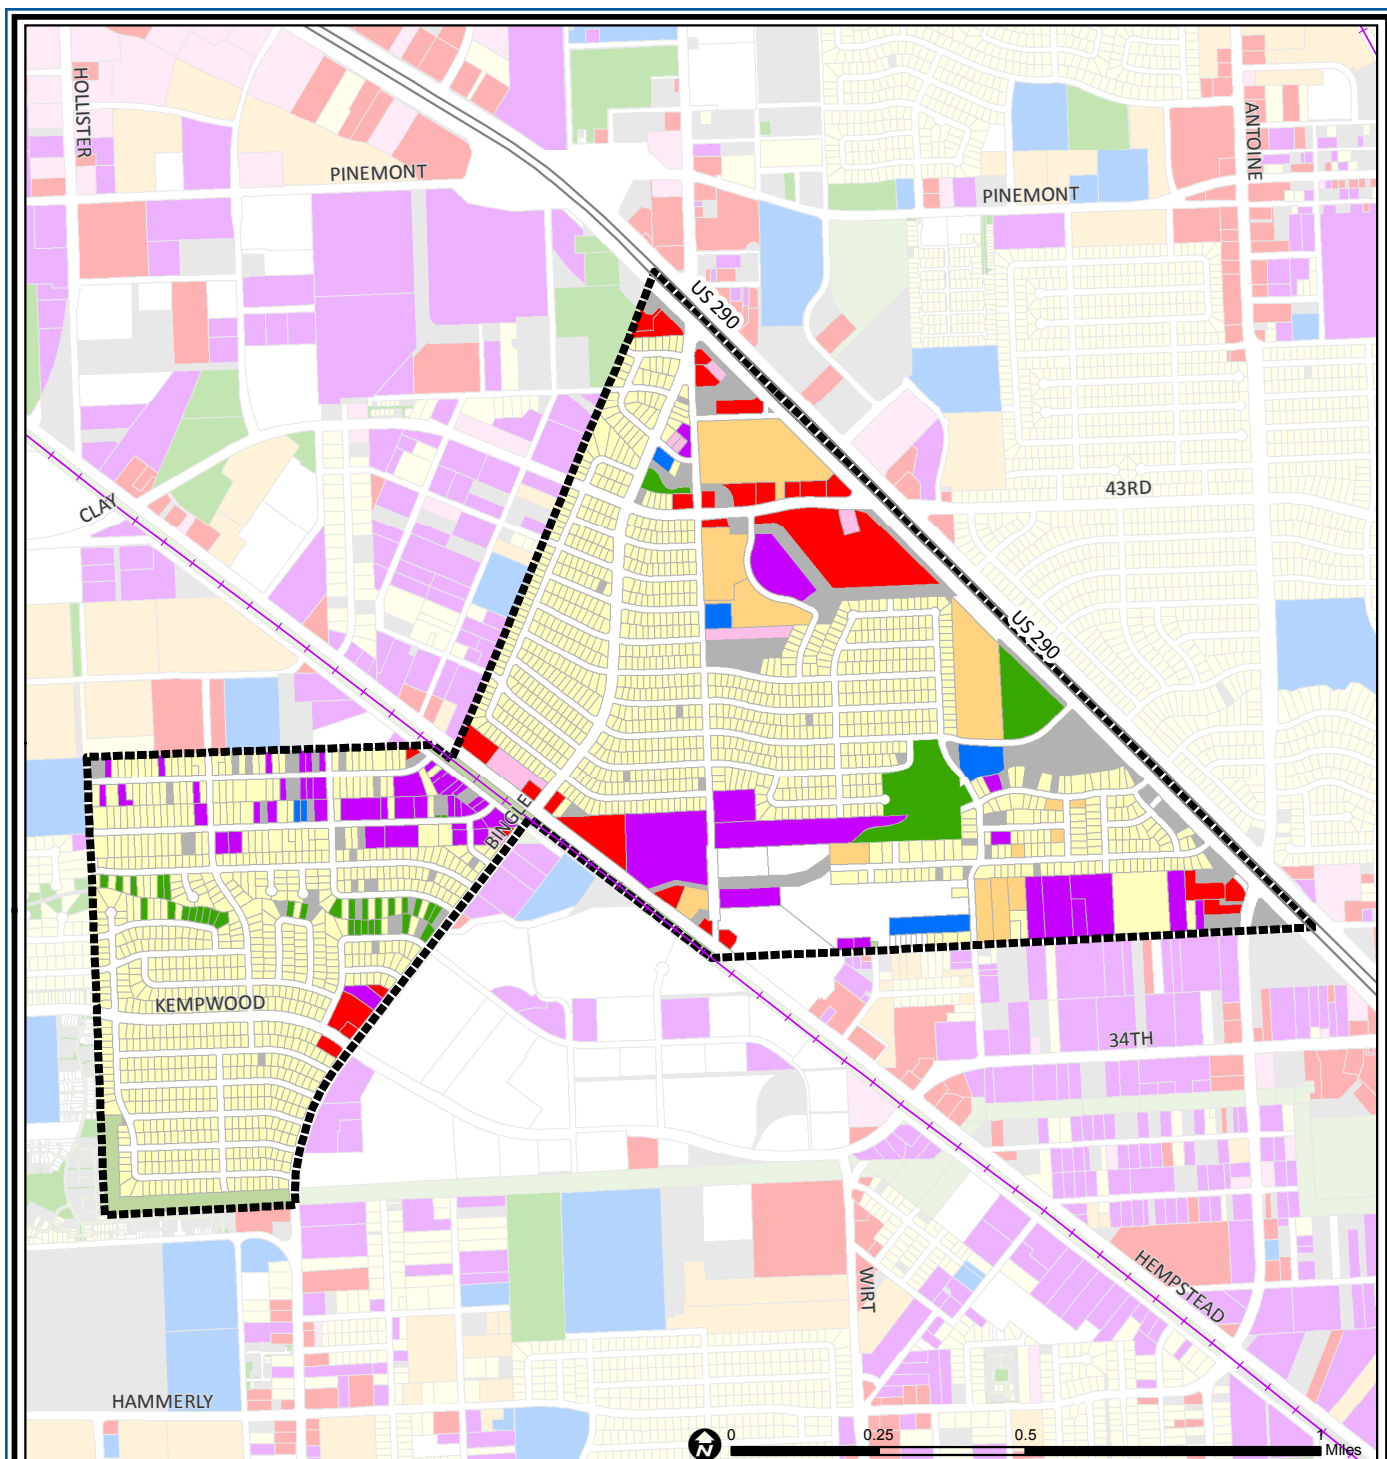 HOLLISTER
PINEMONT
ANTOINE
PINEMONT
US 290
43RD
CLAY
US 290
BINGLE
KEMPWOOD
34TH
HEMPSTEAD
WIRT
HAMMERLY
N
0 0.25 0.5 1
Miles